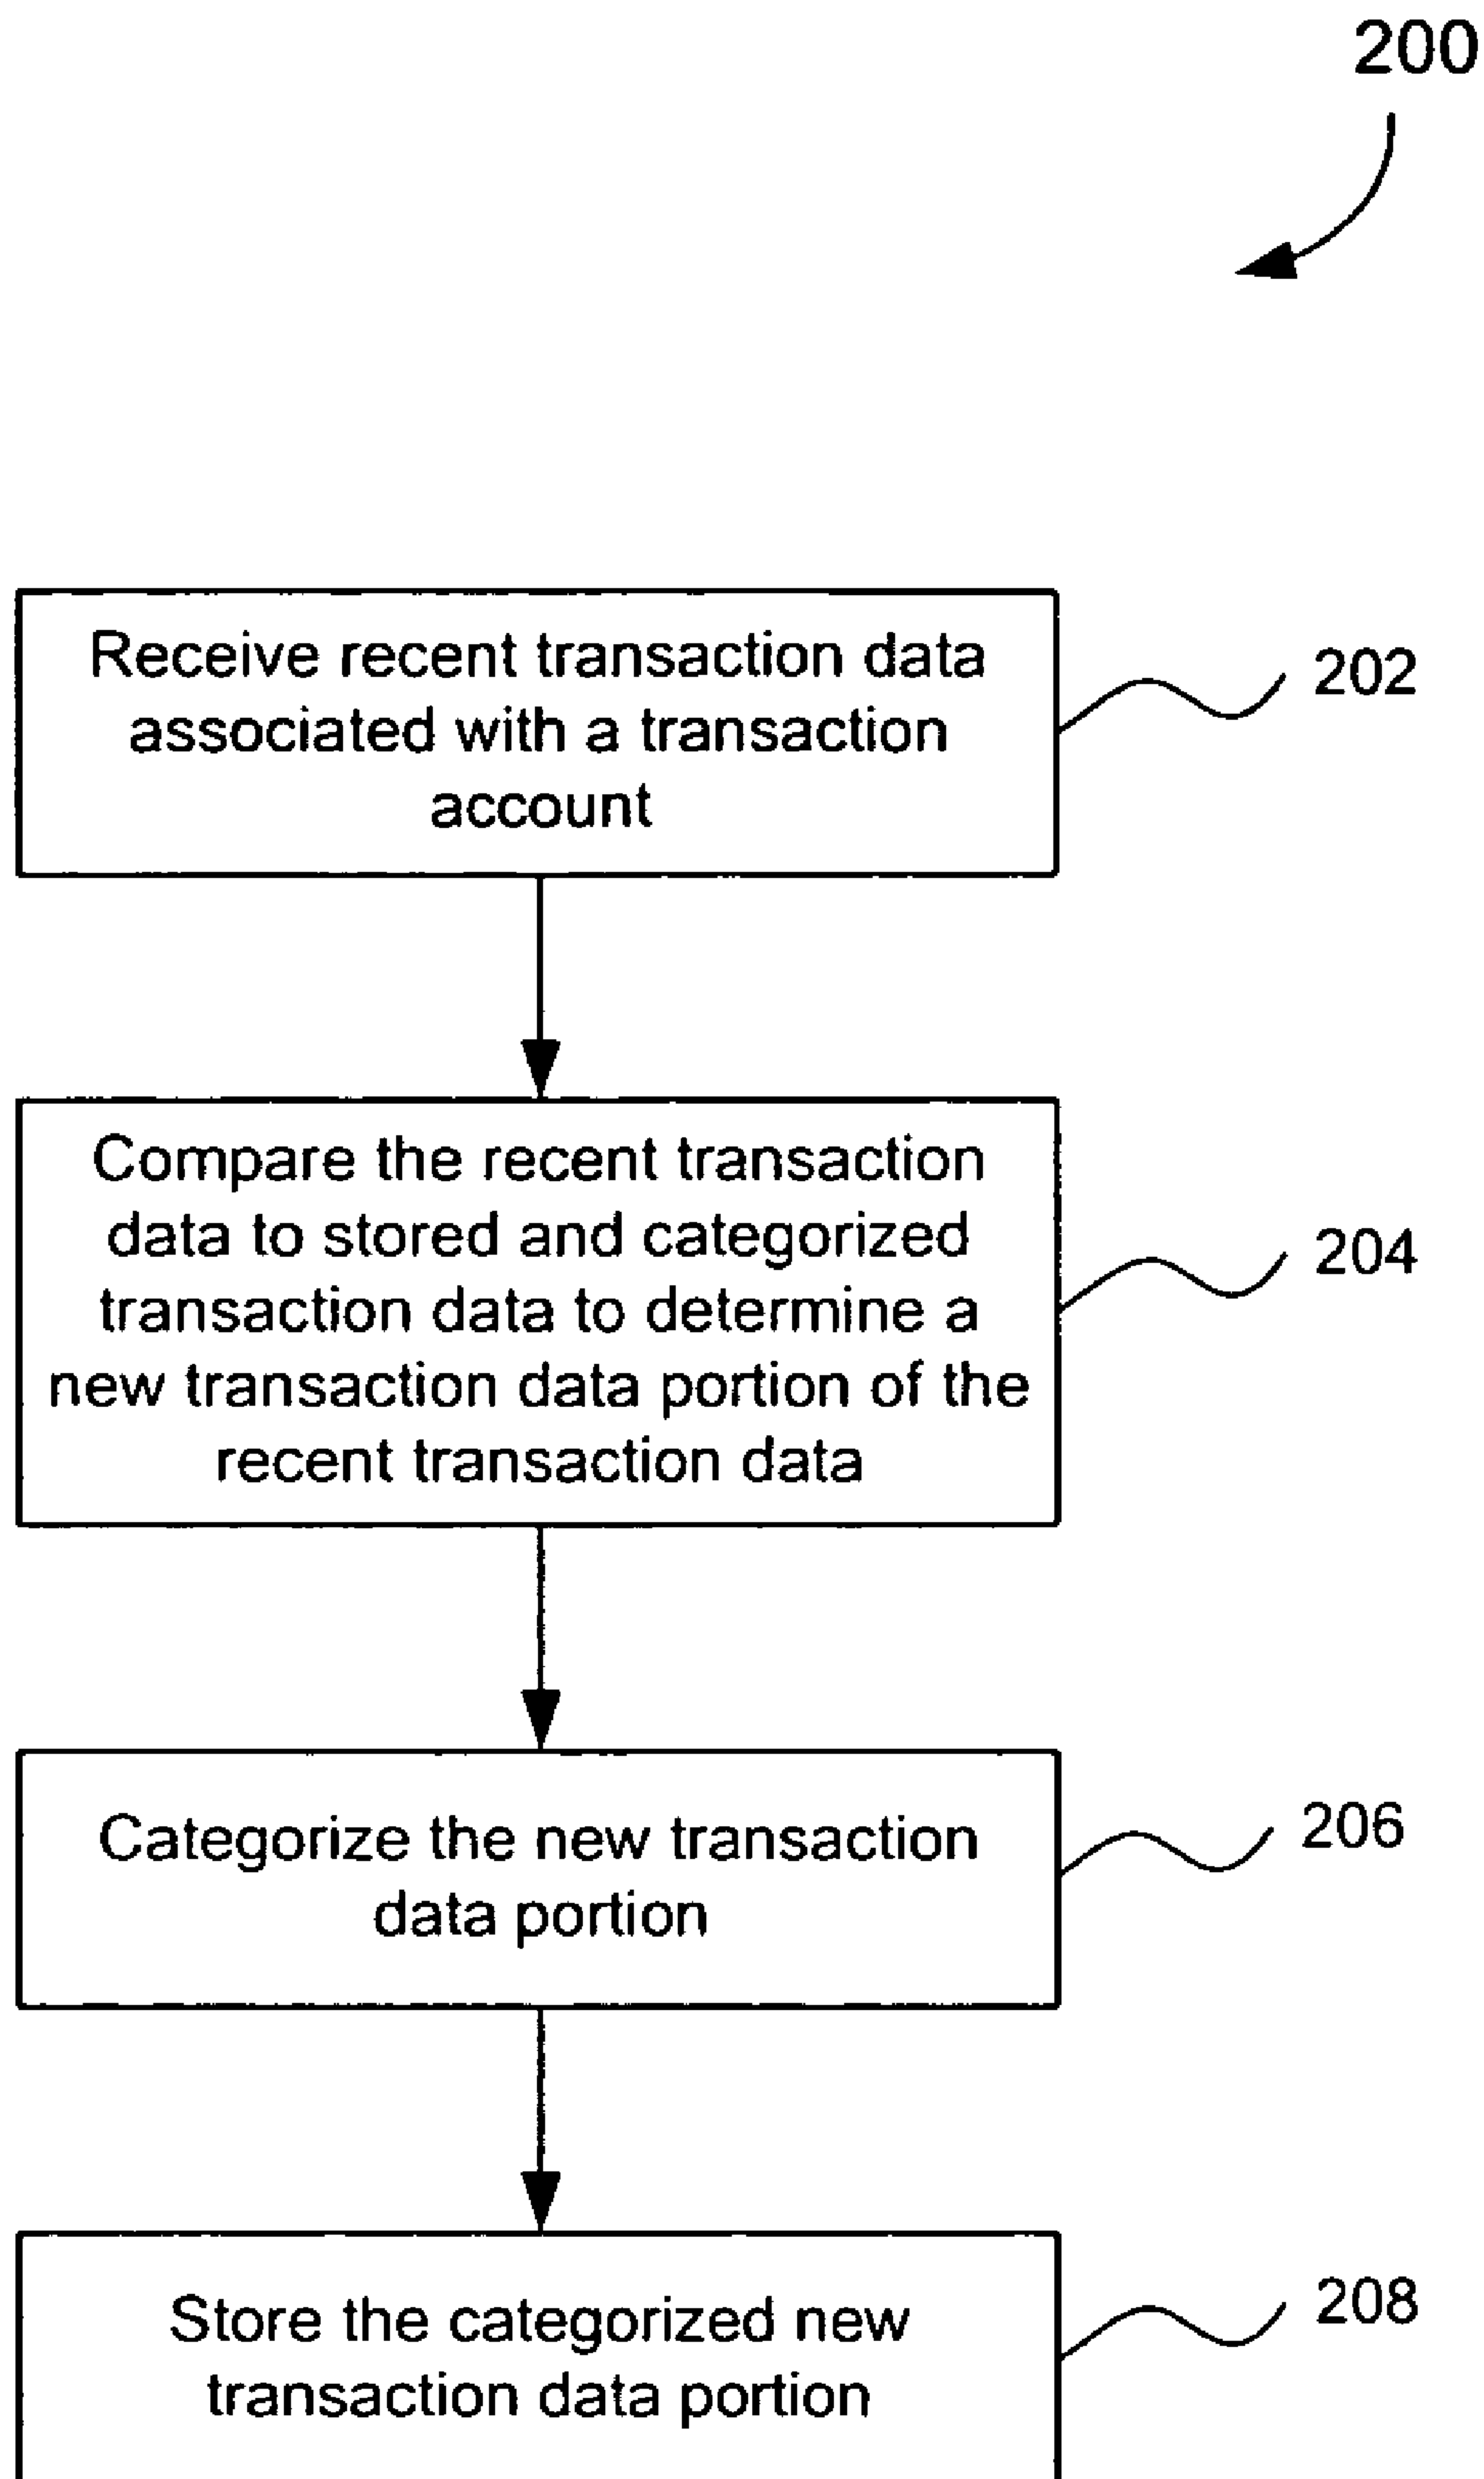 200
Receive recent transaction data
associated with a transaction
account
202
Compare the recent transaction
data to stored and categorized
transaction data to determine a
new transaction data portion of the
recent transaction data
204
Categorize the new transaction
data portion
206
Store the categorized new
transaction data portion
208